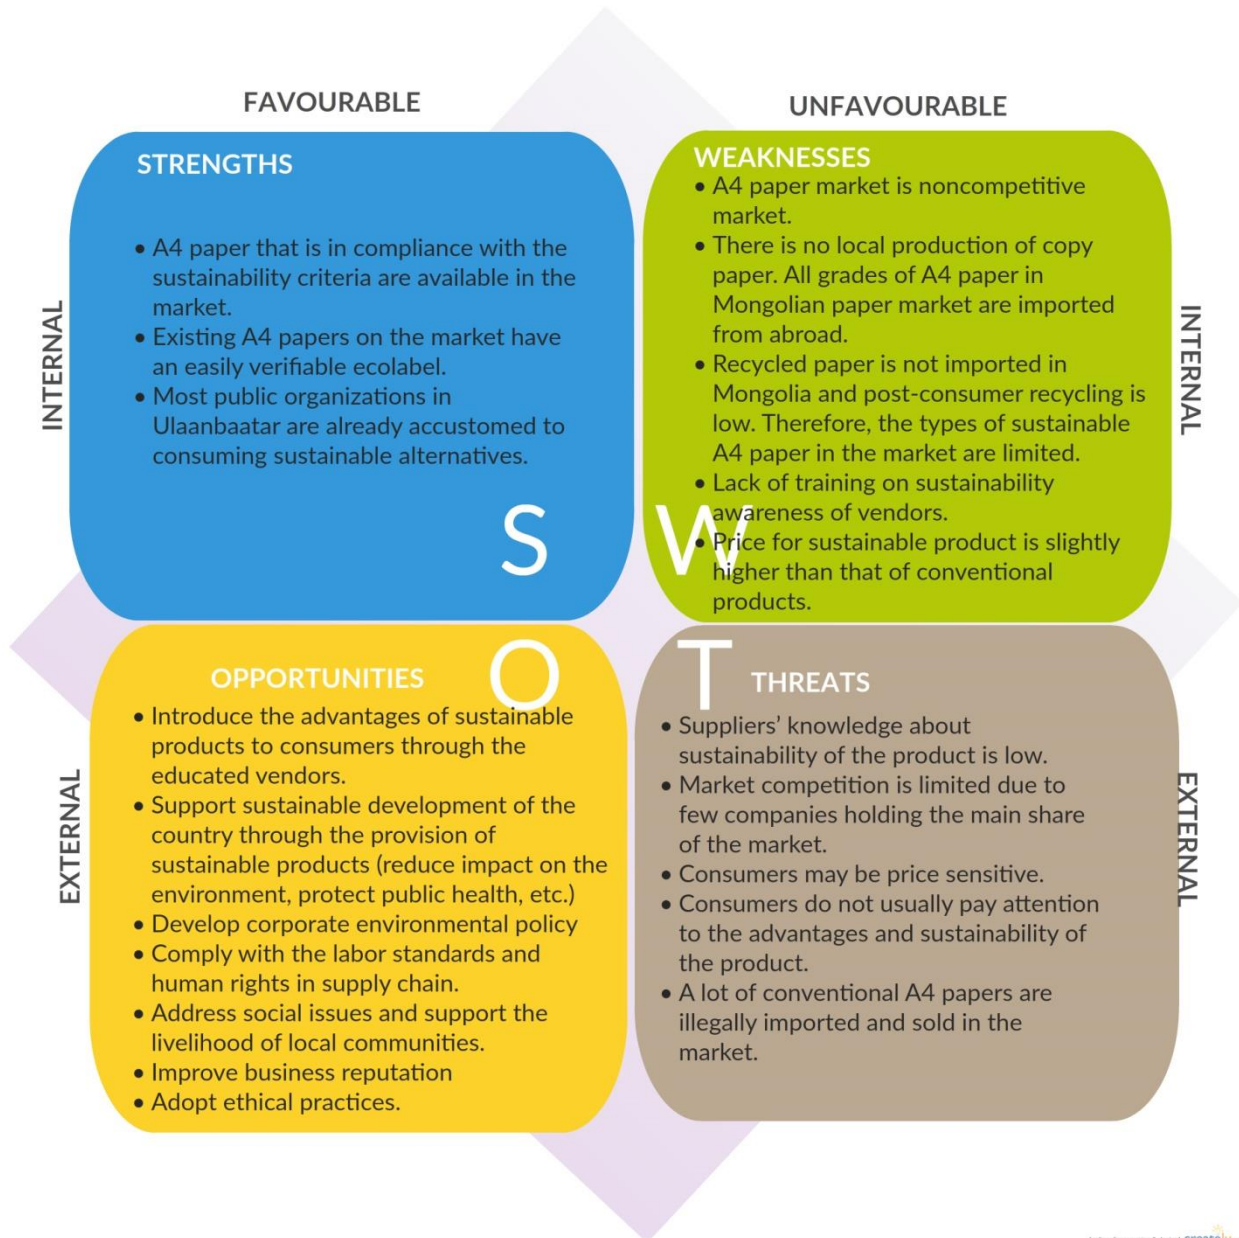 FAVOURABLE
UNFAVOURABLE
INTERNAL
STRENGTHS
• A4 paper that is in compliance with the
sustainability criteria are available in the
market.
• Existing A4 papers on the market have
an easily verifiable ecolabel.
• Most public organizations in
Ulaanbaatar are already accustomed to
consuming sustainable alternatives.
S
WEAKNESSES
• A4 paper market is noncompetitive
market.
• There is no local production of copy
paper. All grades of A4 paper in
Mongolian paper market are imported
from abroad.
• Recycled paper is not imported in
Mongolia and post-consumer recycling is
low. Therefore, the types of sustainable
A4 paper in the market are limited.
• Lack of training on sustainability
awareness of vendors.
• Price for sustainable product is slightly
higher than that of conventional
products.
W
INTERNAL
EXTERNAL
OPPORTUNITIES
O
• Introduce the advantages of sustainable
products to consumers through the
educated vendors.
• Support sustainable development of the
country through the provision of
sustainable products (reduce impact on the
environment, protect public health, etc.)
• Develop corporate environmental policy
• Comply with the labor standards and
human rights in supply chain.
• Address social issues and support the
livelihood of local communities.
• Improve business reputation
• Adopt ethical practices.
T
THREATS
• Suppliers’ knowledge about
sustainability of the product is low.
• Market competition is limited due to
few companies holding the main share
of the market.
• Consumers may be price sensitive.
• Consumers do not usually pay attention
to the advantages and sustainability of
the product.
• A lot of conventional A4 papers are
illegally imported and sold in the
market.
EXTERNAL